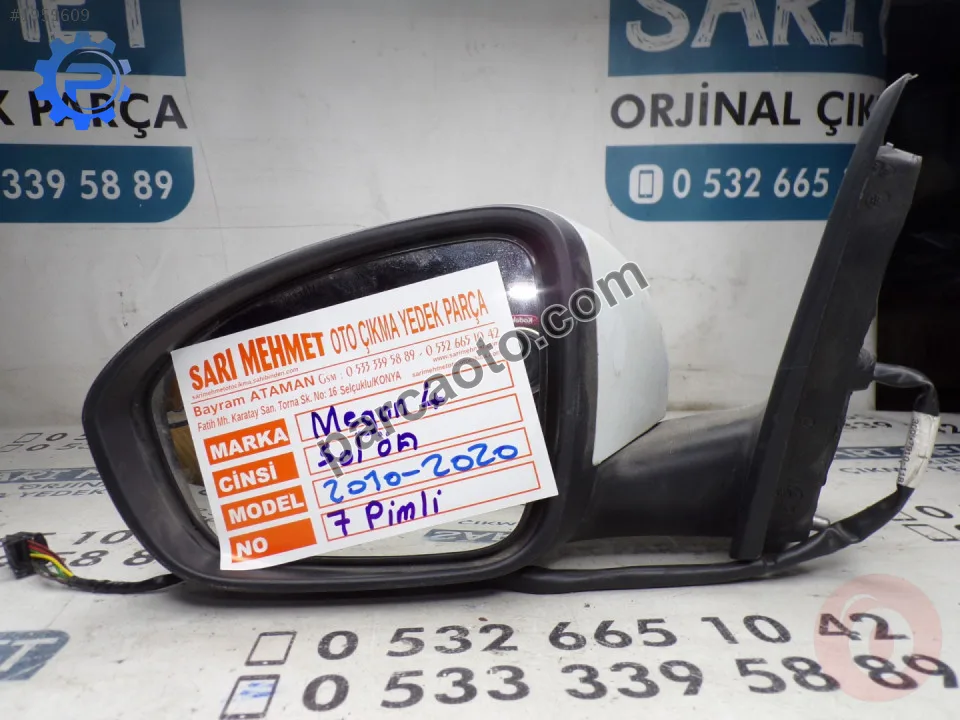 SARI
K PARÇA
ORJİNAL ÇIK
339 58 89
0 532 665
SARI MEHMET OTO ÇIKMA YEDEK PARÇA
Bayram ATAMAN GSM : 0 533 339 58 89 / 0 532 665 10 42
Fatih Mh. Karatay San. Torna Sk. No: 16 Selçuklu/KONYA
MARKA Megan 4
CİNSİ
MODEL 2010-2020
NO 7 Pimli
parcaoto.com
0 532 665 10 42
0 533 339 58 89